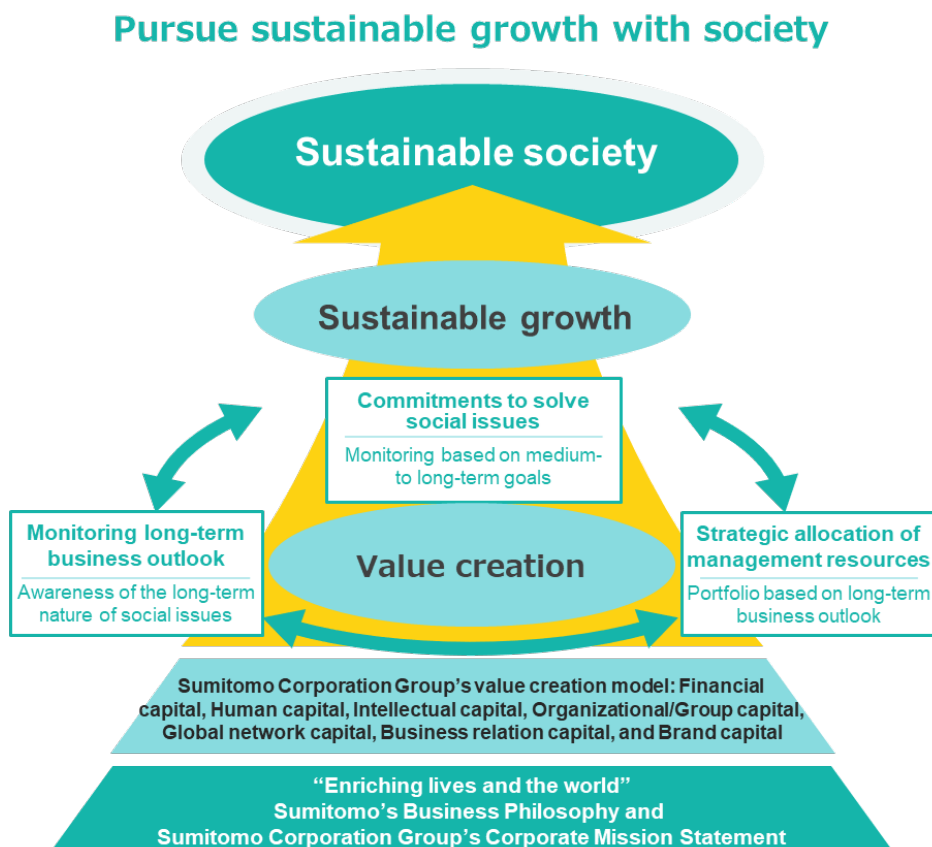 Pursue sustainable growth with society
Sustainable society
Sustainable growth
Commitments to solve
social issues
Monitoring based on medium-
to long-term goals
Monitoring long-term
business outlook
Awareness of the long-term
nature of social issues
Value creation
Strategic allocation of
management resources
Portfolio based on long-term
business outlook
Sumitomo Corporation Group's value creation model: Financial
capital, Human capital, Intellectual capital, Organizational/Group capital,
Global network capital, Business relation capital, and Brand capital
“Enriching lives and the world”
Sumitomo's Business Philosophy and
Sumitomo Corporation Group's Corporate Mission Statement